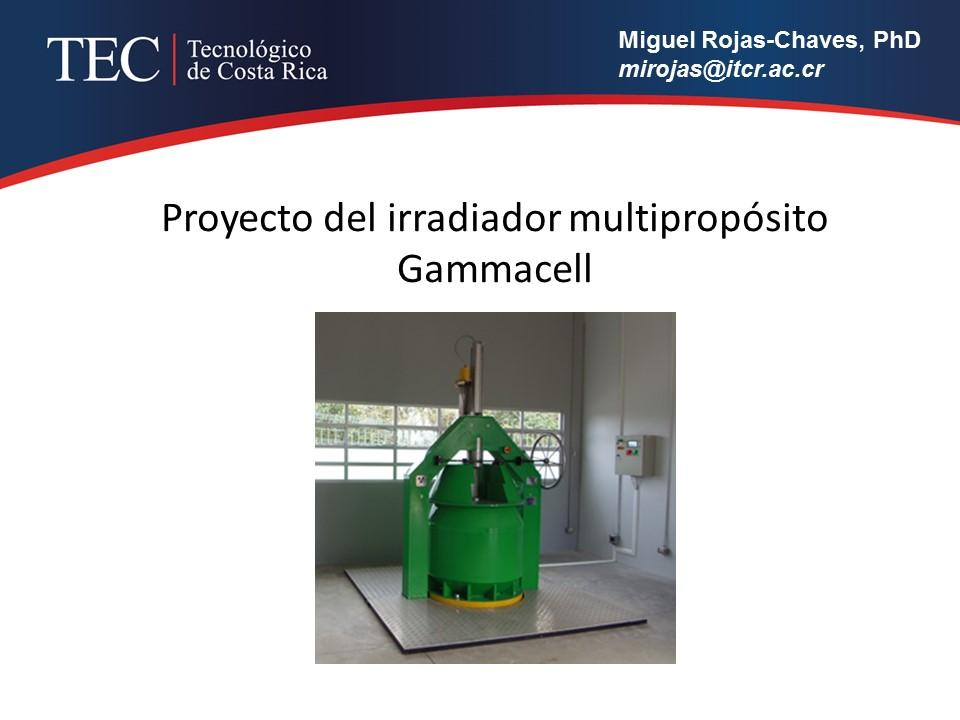 TEC
Tecnológico
de Costa Rica
Miguel Rojas-Chaves, PhD
mirojas@itcr.ac.cr
Proyecto del irradiador multipropósito
Gammacell